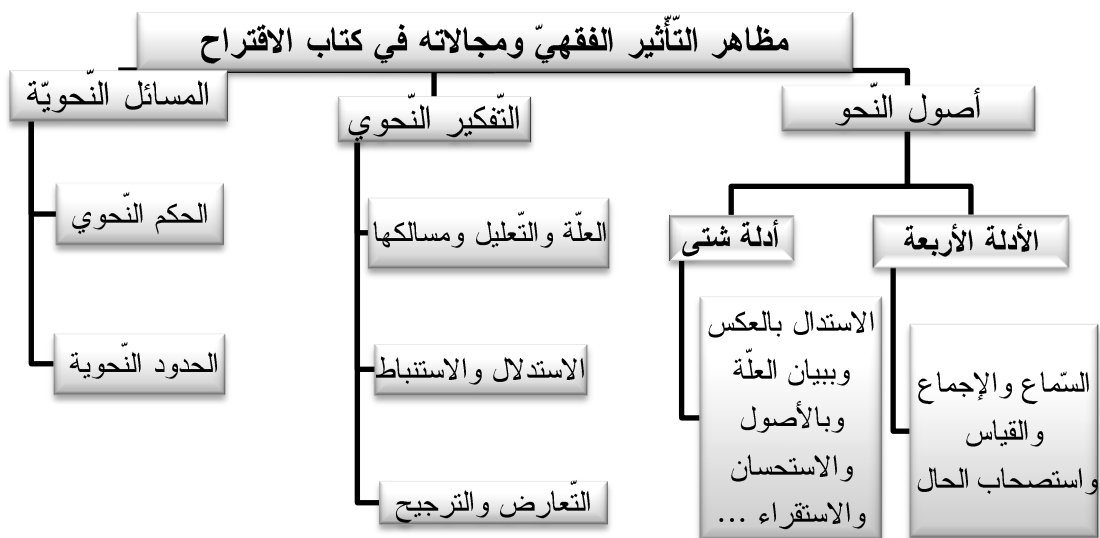 مظاهر التّأثير الفقهيّ ومجالاته في كتاب الاقتراح
أصول النّحو
الأدلة الأربعة
السّماع والإجماع
والقياس
واستصحاب الحال
أدلة شتى
الاستدال بالعكس
وببيان العلّة
وبالأصول
والاستحسان
والاستقراء ...
التّفكير النّحوي
العلّة والتّعليل ومسالكها
الاستدلال والاستنباط
التّعارض والترجيح
المسائل النّحويّة
الحكم النّحوي
الحدود النّحوية